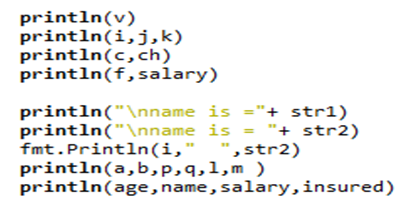 println(v)
println(i,j,k)
println(c,ch)
println(f,salary)
println("\nname is ="+ str1)
println("\nname is = "+ str2)
fmt.Println(i,"  ",str2)
println(a,b,p,q,l,m )
println(age,name,salary,insured)